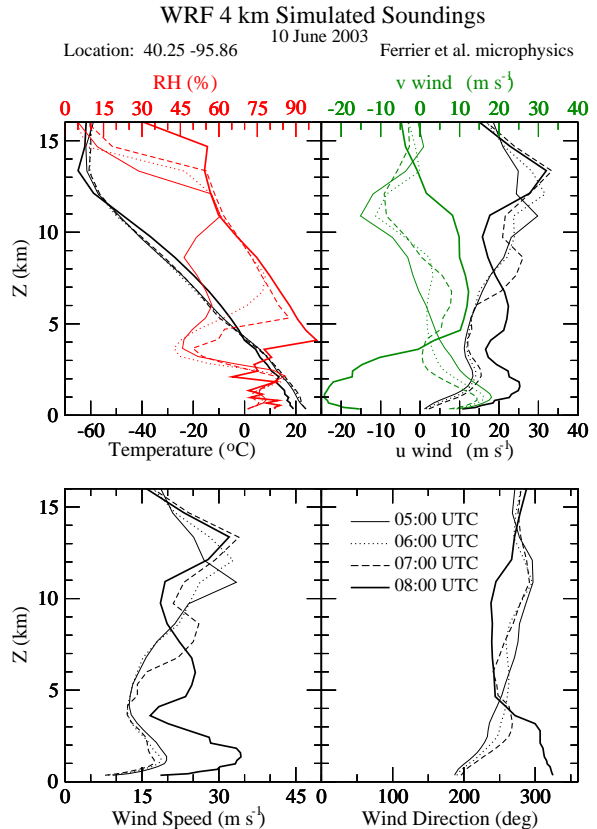 WRF 4 km Simulated Soundings
10 June 2003
Location: 40.25 -95.86 Ferrier et al. microphysics
RH (%) v wind (m s-1)
0 15 30 45 60 75 90 -20 -10 0 10 20 30 40
15
10
5
0
Z (km)
-60 -40 -20 0 20 -20 -10 0 10 20 30 40
Temperature (ºC) u wind (m s-1)
15
10
5
0
Z (km)
05:00 UTC
06:00 UTC
07:00 UTC
08:00 UTC
0 15 30 45 0 100 200 300
Wind Speed (m s-1) Wind Direction (deg)